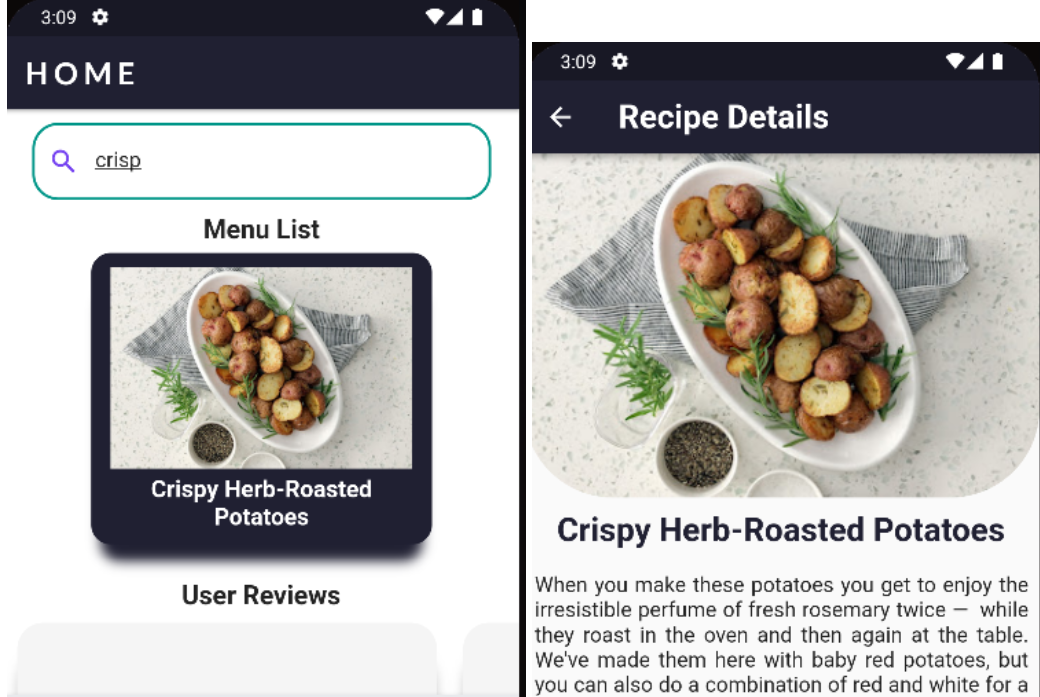 3:09
HOME
crisp
Menu List
Crispy Herb-Roasted
Potatoes
User Reviews
3:09
Recipe Details
Crispy Herb-Roasted Potatoes
When you make these potatoes you get to enjoy the
irresistible perfume of fresh rosemary twice — while
they roast in the oven and then again at the table.
We've made them here with baby red potatoes, but
you can also do a combination of red and white for a